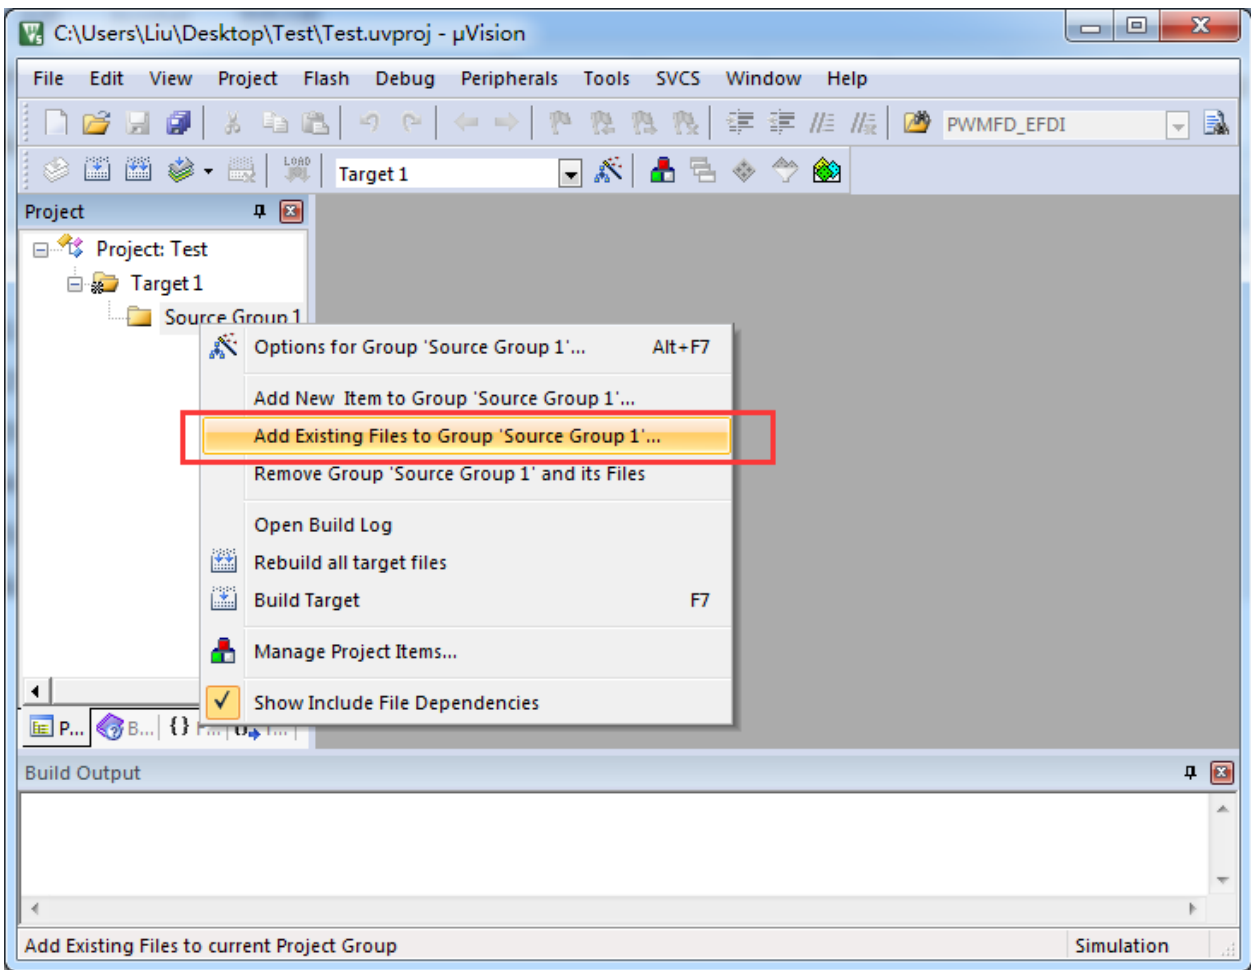 C:\Users\Liu\Desktop\Test\Test.uvproj - µVision
File Edit View Project Flash Debug Peripherals Tools SVCS Window Help
PWMFD_EFDI
LOAD Target 1
Project
Project: Test
Target 1
Source Group 1
Options for Group 'Source Group 1'... Alt+F7
Add New Item to Group 'Source Group 1'...
Add Existing Files to Group 'Source Group 1'...
Remove Group 'Source Group 1' and its Files
Open Build Log
Rebuild all target files
Build Target F7
Manage Project Items...
Show Include File Dependencies
P... B... {}
Build Output
Add Existing Files to current Project Group Simulation